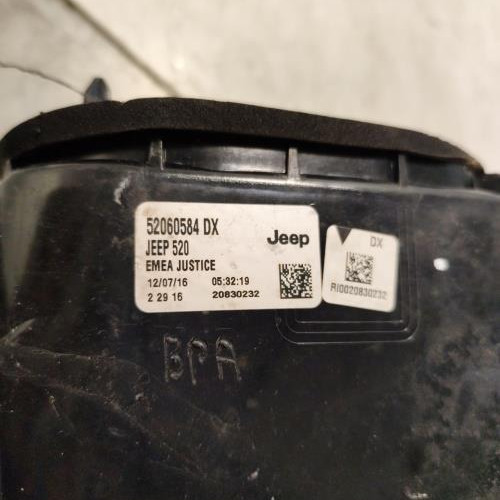 52060584 DX
JEEP 520
Jeep
EMEA JUSTICE
12/07/16 05:32:19
2 29 16 20830232
DX
RI0020830232
BPA